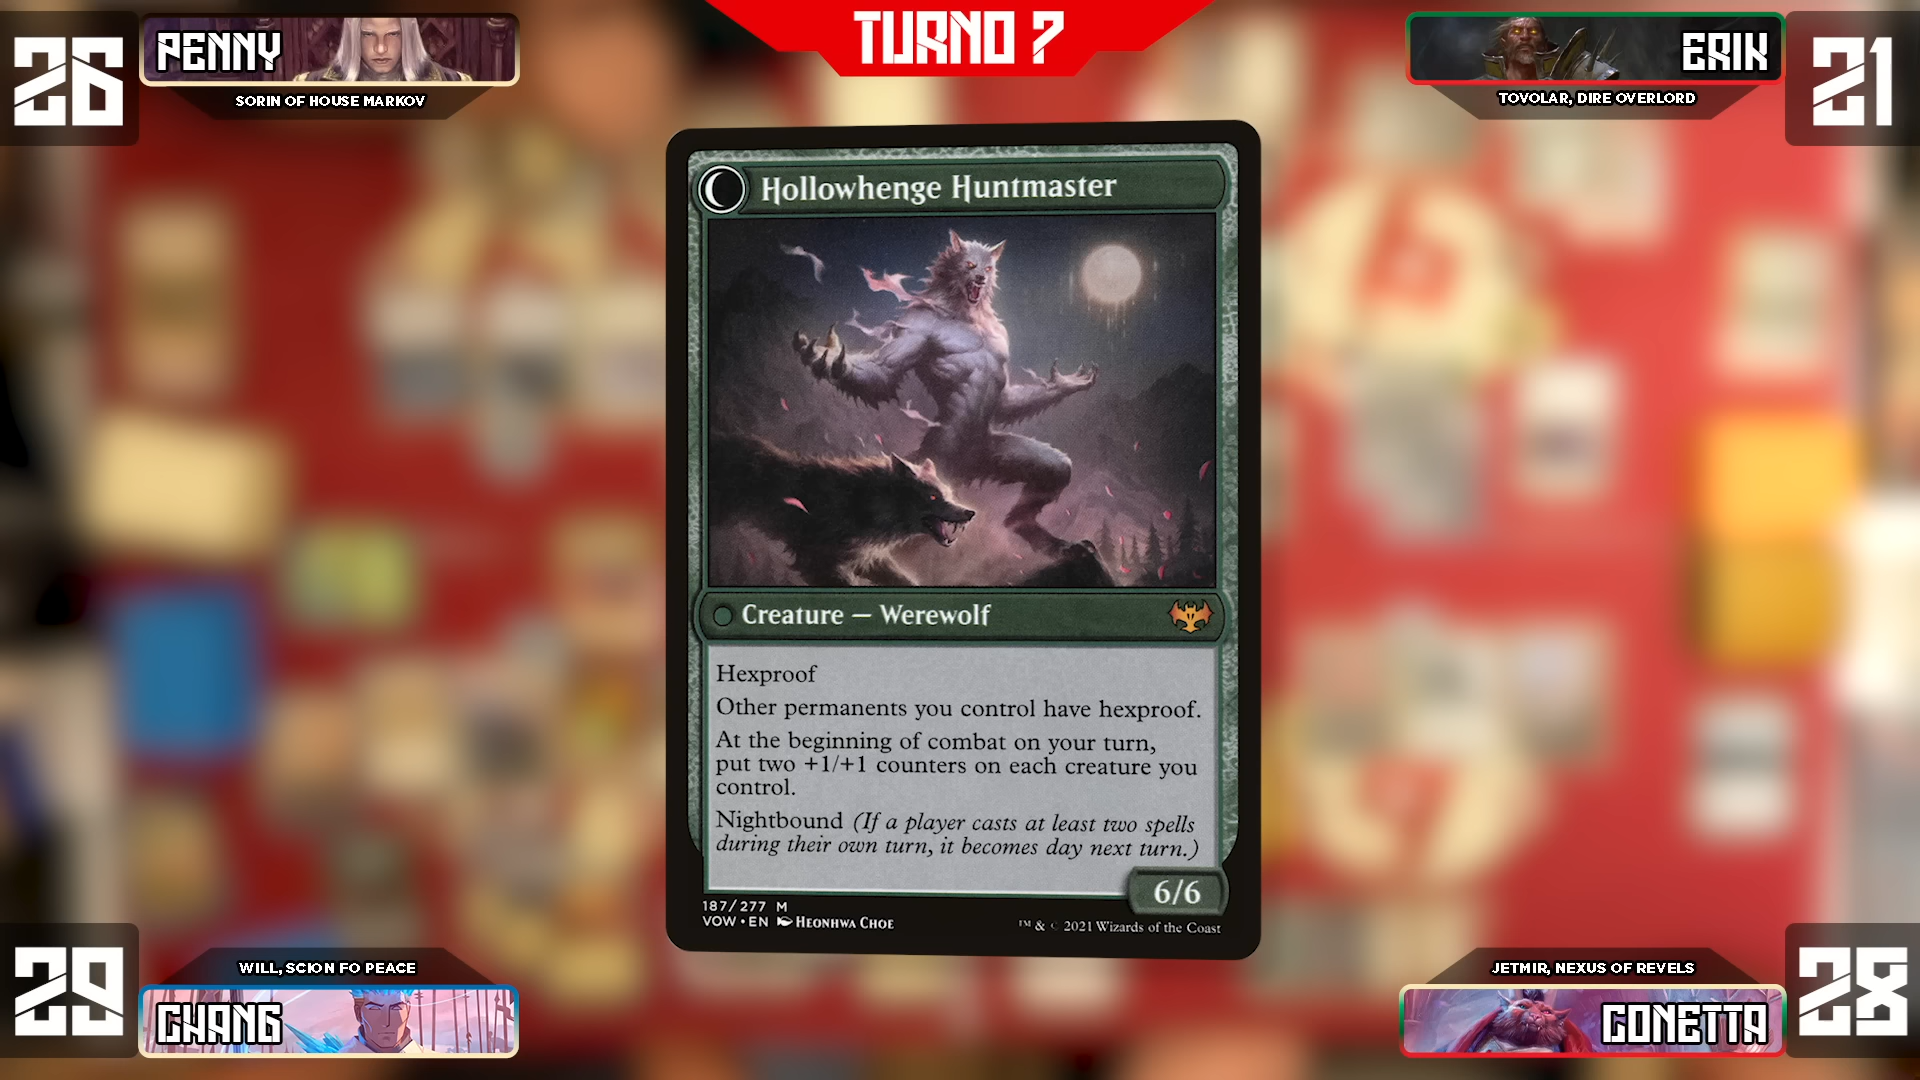 26
PENNY
SORIN OF HOUSE MARKOV
TURNO 7
ERIK
TOVOLAR, DIRE OVERLORD
21
Hollowhenge Huntmaster
Creature — Werewolf
Hexproof
Other permanents you control have hexproof.
At the beginning of combat on your turn,
put two +1/+1 counters on each creature you
control.
Nightbound (If a player casts at least two spells
during their own turn, it becomes day next turn.)
6/6
187/277 M
VOW • EN HEONHWA CHOE
™ & © 2021 Wizards of the Coast
29
WILL, SCION FO PEACE
CHANG
JETMIR, NEXUS OF REVELS
CONETTA
28